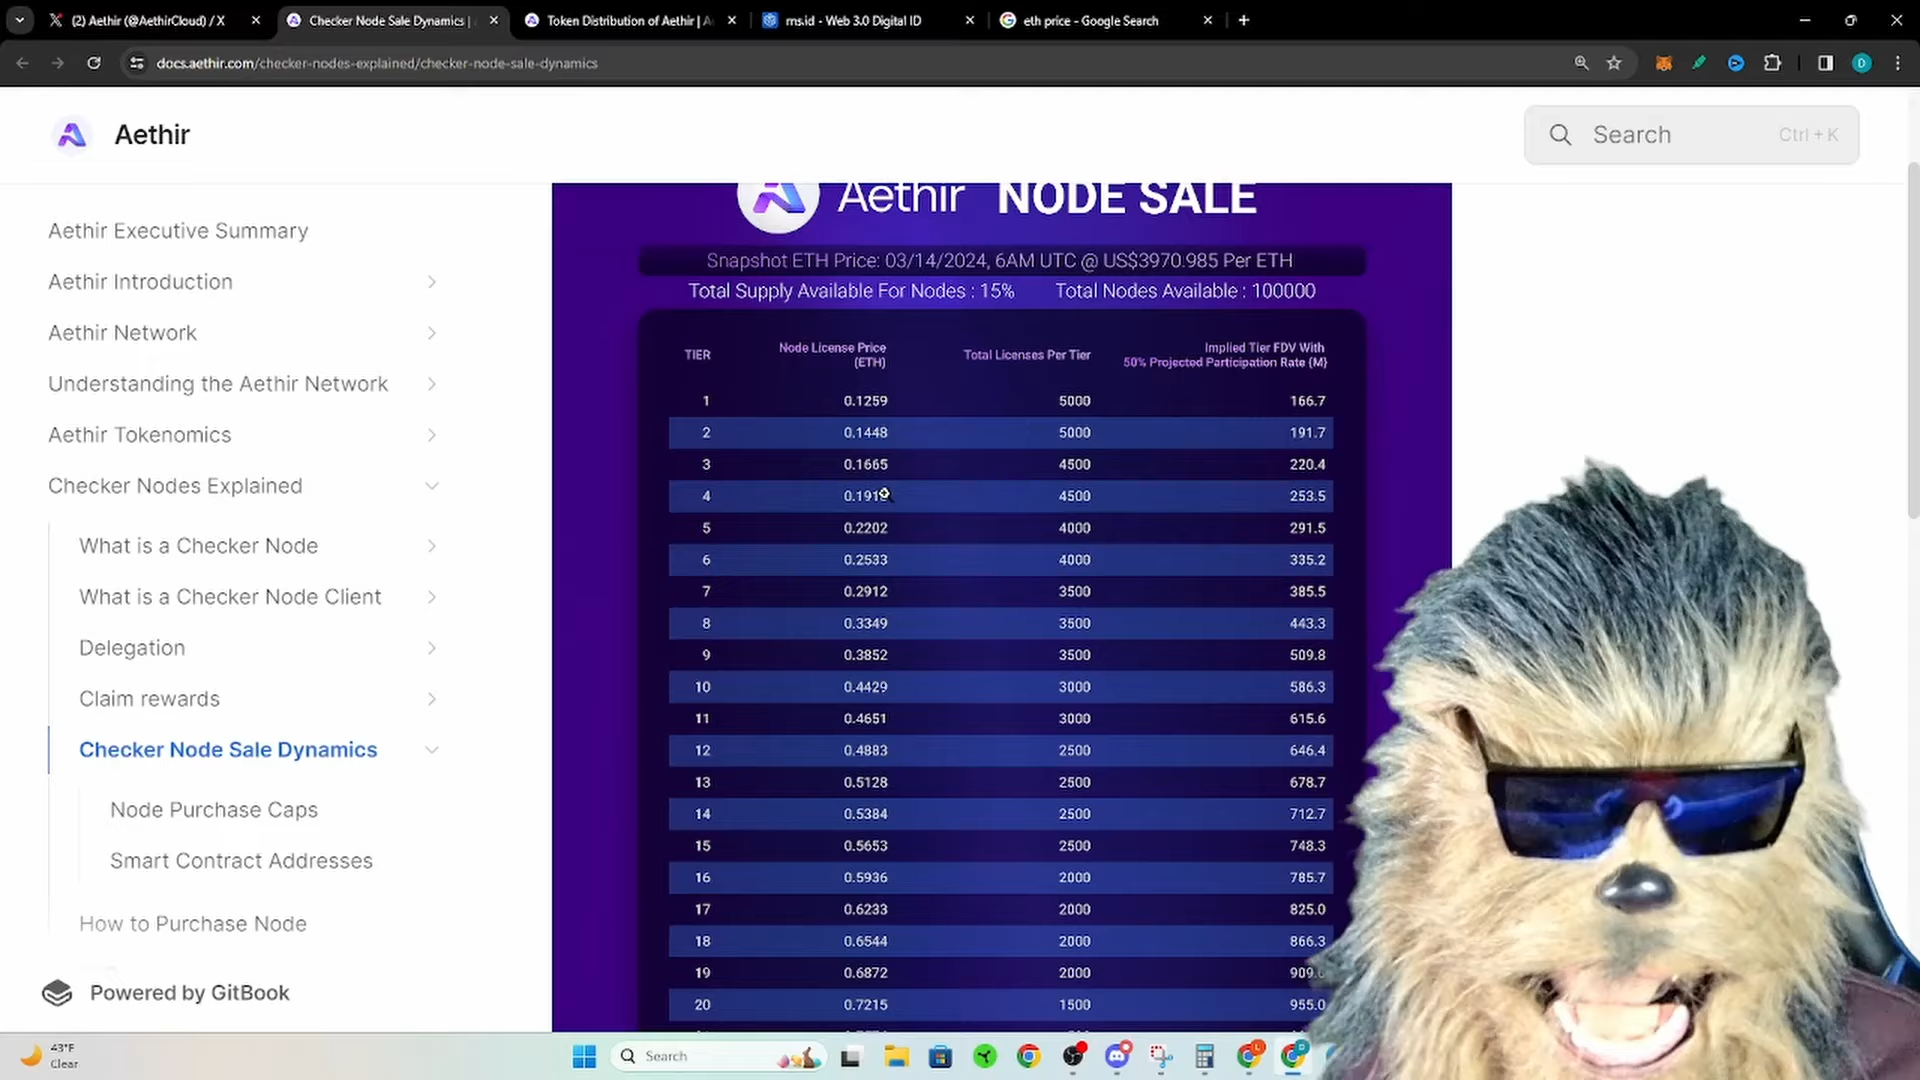 (2) Aethir (@AethirCloud) / X
Checker Node Sale Dynamics |
Token Distribution of Aethir |
rns.id - Web 3.0 Digital ID
eth price - Google Search
docs.aethir.com/checker-nodes-explained/checker-node-sale-dynamics
D
Aethir
Search
Ctrl + K
Aethir Executive Summary
Aethir Introduction
Aethir Network
Understanding the Aethir Network
Aethir Tokenomics
Checker Nodes Explained
What is a Checker Node
What is a Checker Node Client
Delegation
Claim rewards
Checker Node Sale Dynamics
Node Purchase Caps
Smart Contract Addresses
How to Purchase Node
Powered by GitBook
Aethir NODE SALE
Snapshot ETH Price: 03/14/2024, 6AM UTC @ US$3970.985 Per ETH
Total Supply Available For Nodes : 15% Total Nodes Available : 100000
TIER Node License Price (ETH) Total Licenses Per Tier Implied Tier FDV With 50% Projected Participation Rate (M)
1 0.1259 5000 166.7
2 0.1448 5000 191.7
3 0.1665 4500 220.4
4 4500 253.5
5 0.2202 4000 291.5
6 0.2533 4000 335.2
7 0.2912 3500 385.5
8 0.3349 3500 443.3
9 0.3852 3500 509.8
10 0.4429 3000 586.3
11 0.4651 3000 615.6
12 0.4883 2500 646.4
13 0.5128 2500 678.7
14 0.5384 2500 712.7
15 0.5653 2500 748.3
16 0.5936 2000 785.7
17 0.6233 2000 825.0
18 0.6544 2000 866.3
19 0.6872 2000
20 0.7215 1500 955.0
43°F
Clear
Search